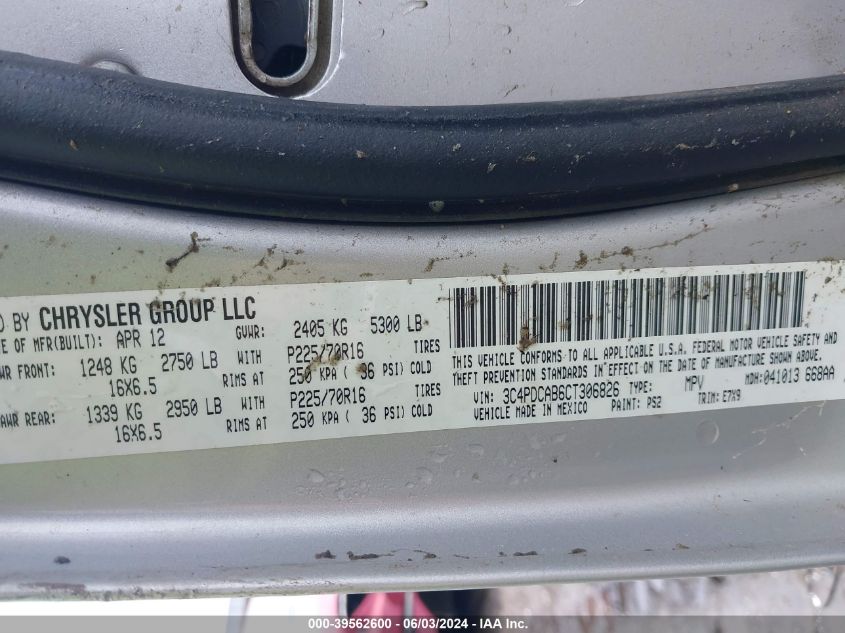 D BY CHRYSLER GROUP LLC
E OF MFR(BUILT): APR 12 GVWR: 2405 KG 5300 LB
WR FRONT: 1248 KG 2750 LB WITH P225/70R16 TIRES
16X6.5 RIMS AT 250 KPA ( 36 PSI) COLD
AWR REAR: 1339 KG 2950 LB WITH P225/70R16 TIRES
16X6.5 RIMS AT 250 KPA ( 36 PSI) COLD
THIS VEHICLE CONFORMS TO ALL APPLICABLE U.S.A. FEDERAL MOTOR VEHICLE SAFETY AND
THEFT PREVENTION STANDARDS IN EFFECT ON THE DATE OF MANUFACTURE SHOWN ABOVE.
VIN: 3C4PDCAB6CT306826 TYPE: MPV MDH: 041013 668AA
VEHICLE MADE IN MEXICO PAINT: PS2 TRIM: E7X9
000-39562600 - 06/03/2024 - IAA Inc.